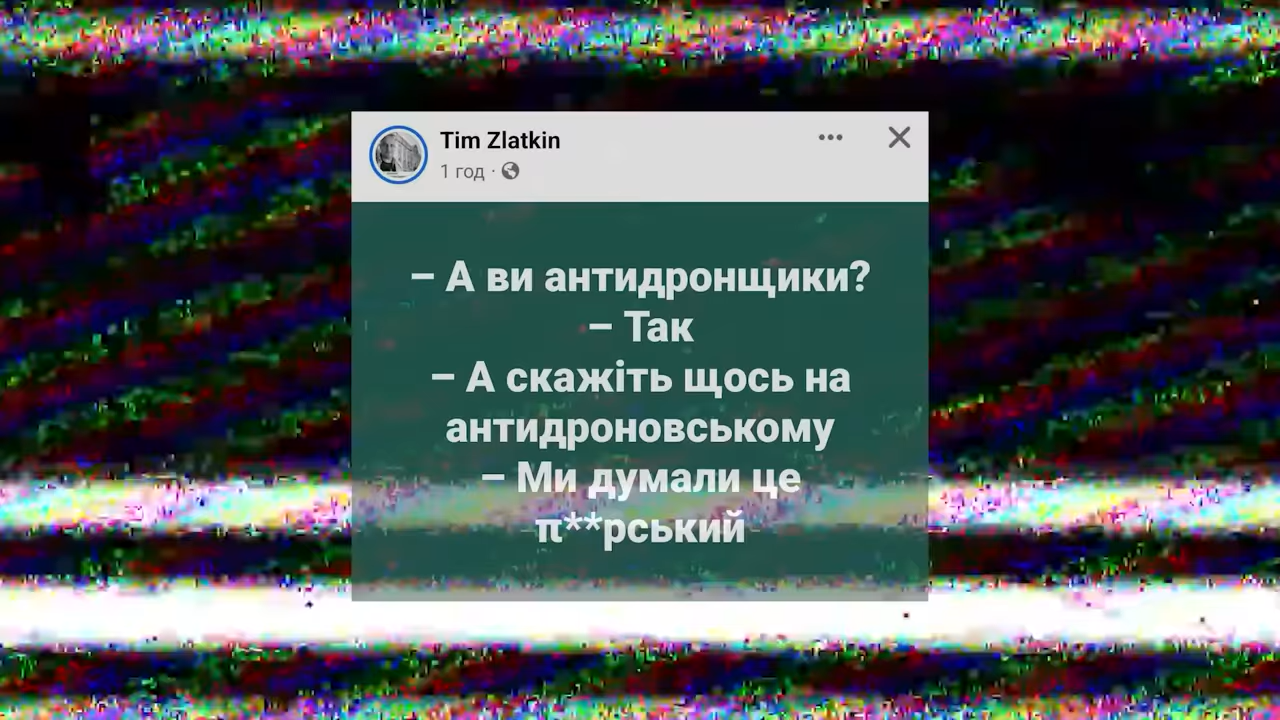 Tim Zlatkin
1 год ·
– А ви антидронщики?
– Так
– А скажіть щось на
антидроновському
– Ми думали це
п**рський